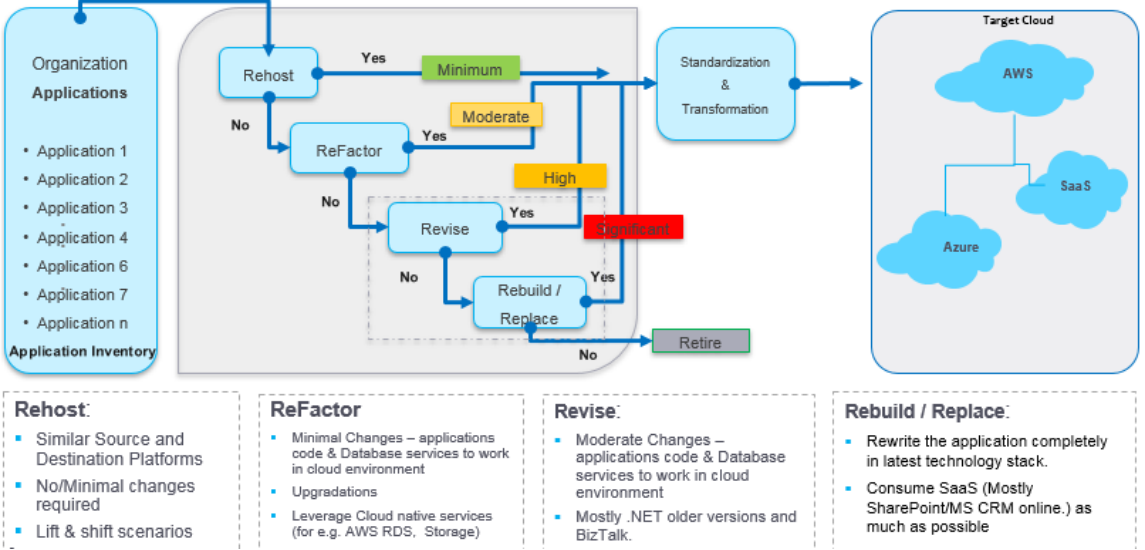 Organization
Applications
• Application 1
• Application 2
• Application 3
• Application 4
• Application 6
• Application 7
• Application n
Application Inventory
Rehost
Yes
Minimum
No
ReFactor
Yes
Moderate
No
Revise
Yes
High
No
Rebuild /
Replace
Yes
Significant
No
Retire
Standardization
&
Transformation
Target Cloud
AWS
SaaS
Azure
Rehost:
▪ Similar Source and
Destination Platforms
▪ No/Minimal changes
required
▪ Lift & shift scenarios
ReFactor
▪ Minimal Changes – applications
code & Database services to work
in cloud environment
▪ Upgradations
▪ Leverage Cloud native services
(for e.g. AWS RDS, Storage)
Revise:
▪ Moderate Changes –
applications code & Database
services to work in cloud
environment
▪ Mostly .NET older versions and
BizTalk.
Rebuild / Replace:
▪ Rewrite the application completely
in latest technology stack.
▪ Consume SaaS (Mostly
SharePoint/MS CRM online.) as
much as possible